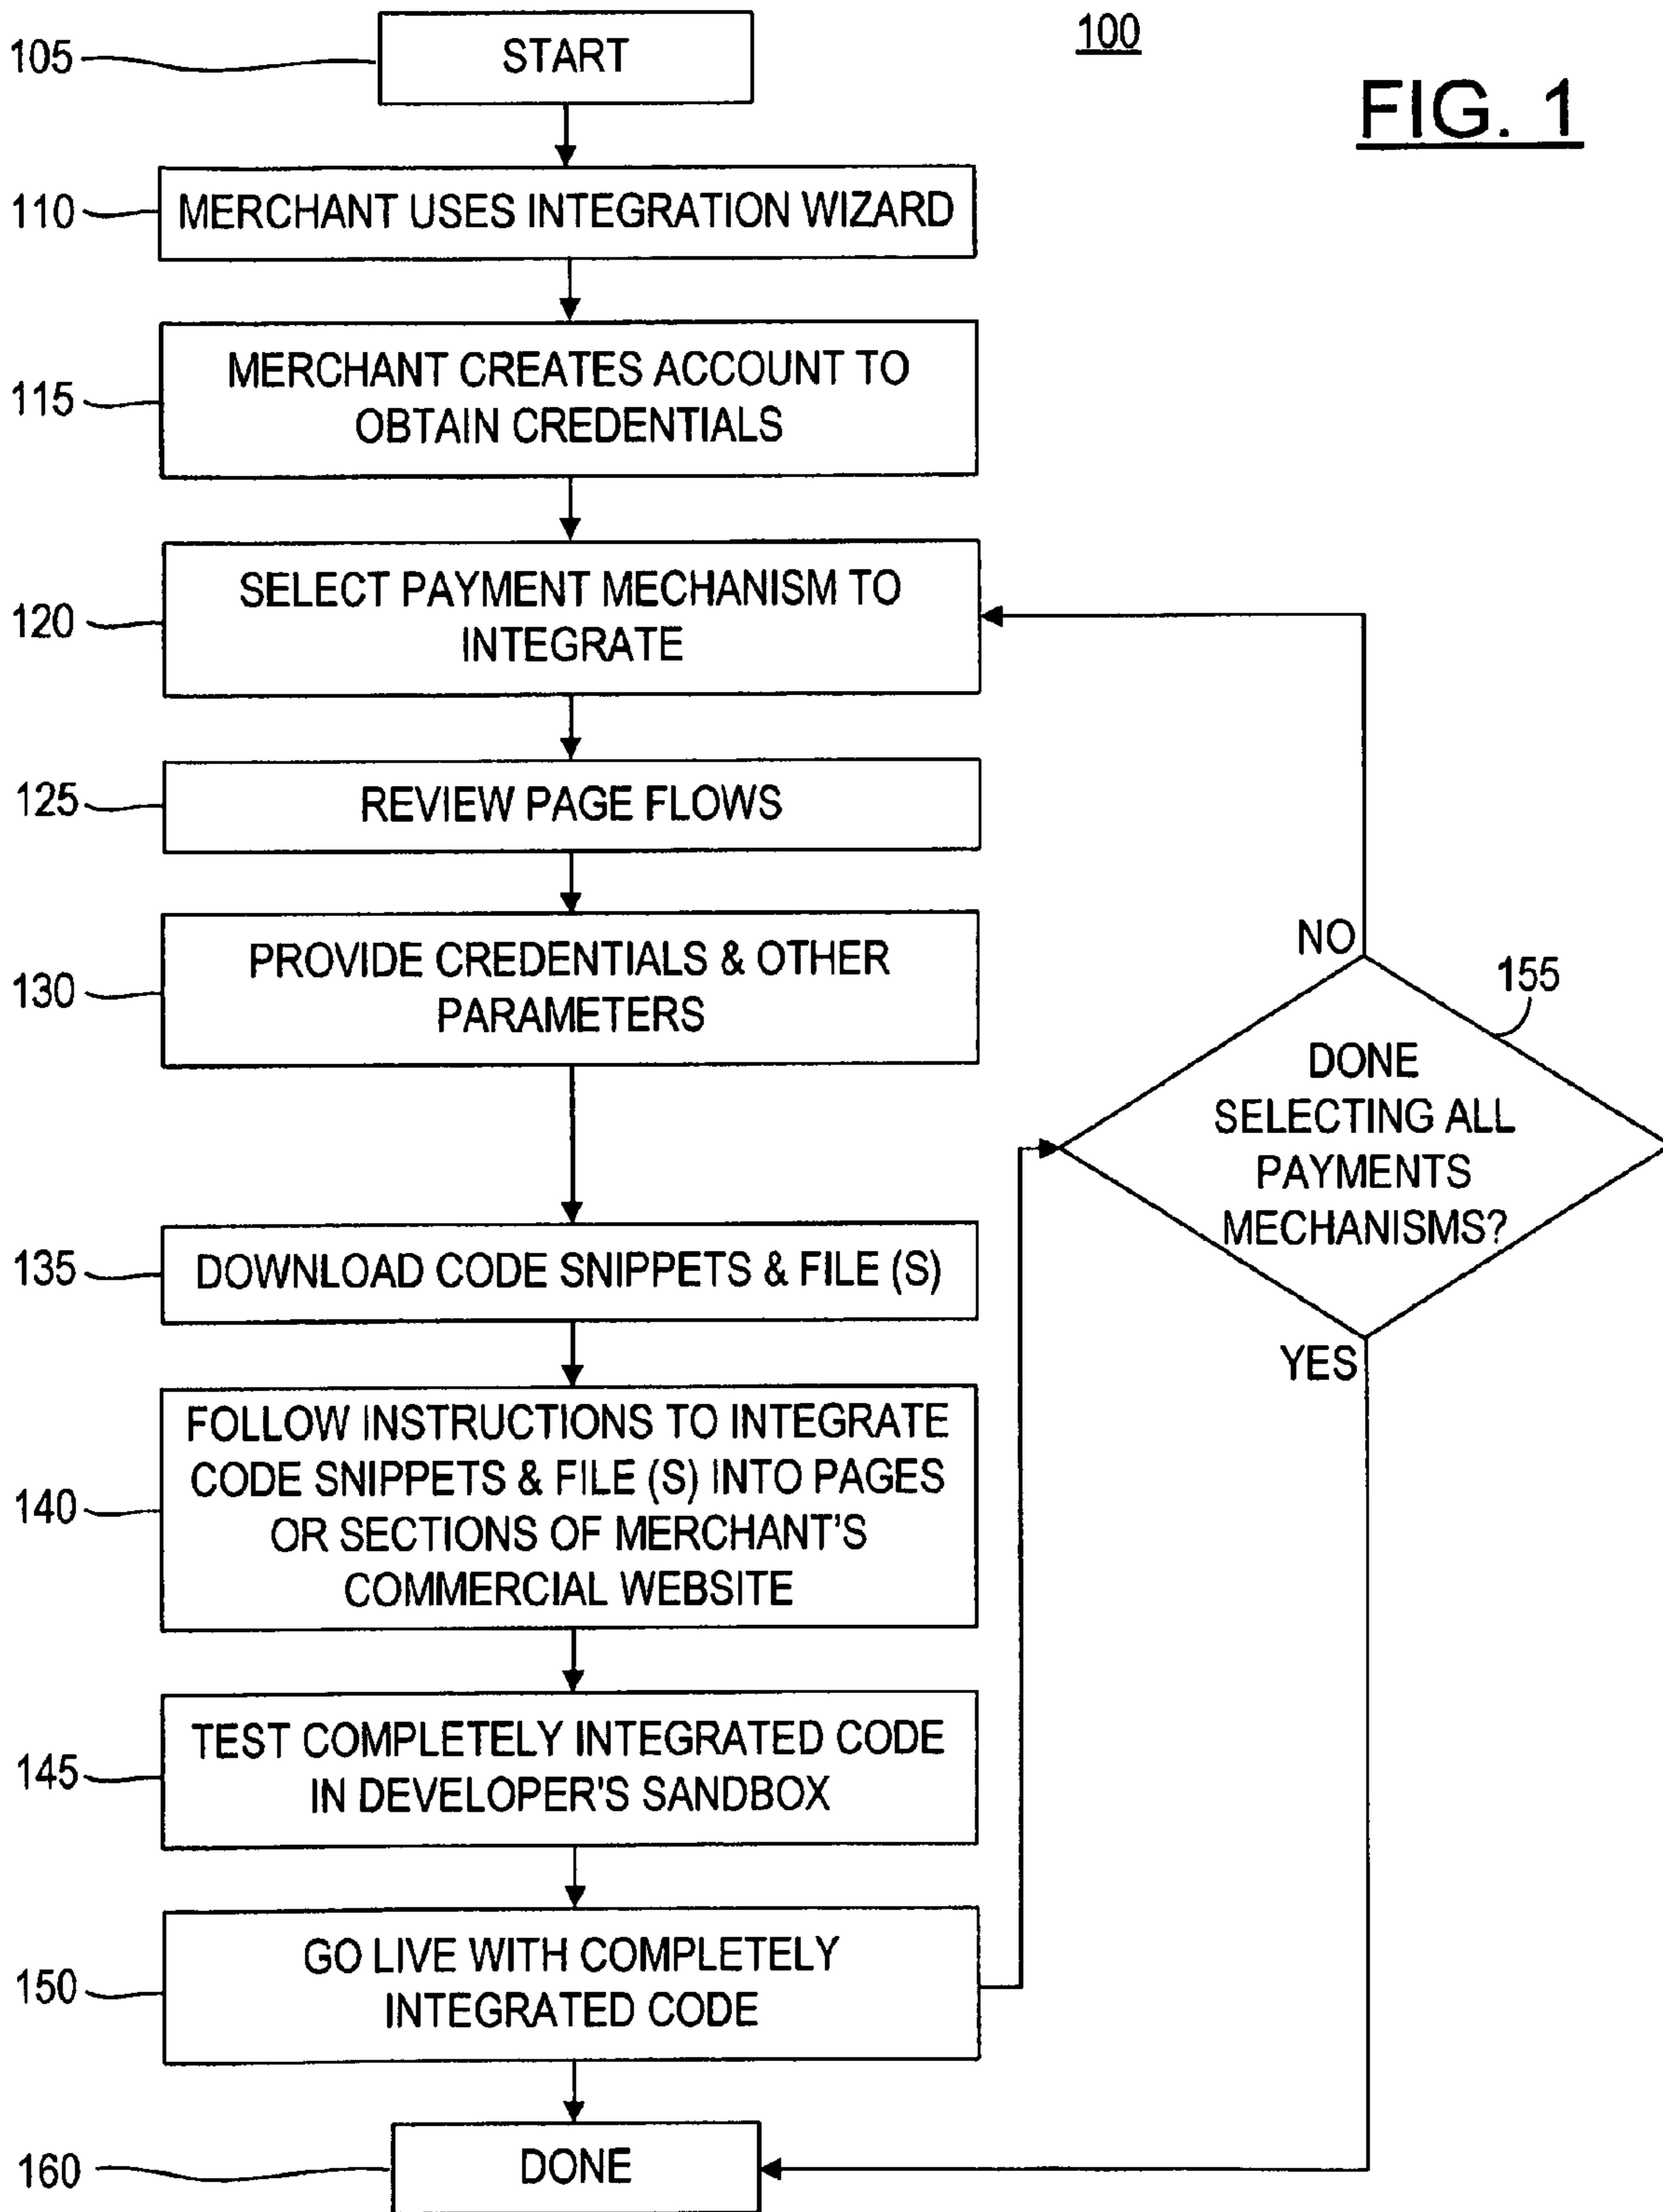 100
FIG. 1
105
START
110
MERCHANT USES INTEGRATION WIZARD
115
MERCHANT CREATES ACCOUNT TO
OBTAIN CREDENTIALS
120
SELECT PAYMENT MECHANISM TO
INTEGRATE
125
REVIEW PAGE FLOWS
130
PROVIDE CREDENTIALS & OTHER
PARAMETERS
135
DOWNLOAD CODE SNIPPETS & FILE (S)
140
FOLLOW INSTRUCTIONS TO INTEGRATE
CODE SNIPPETS & FILE (S) INTO PAGES
OR SECTIONS OF MERCHANT'S
COMMERCIAL WEBSITE
145
TEST COMPLETELY INTEGRATED CODE
IN DEVELOPER'S SANDBOX
150
GO LIVE WITH COMPLETELY
INTEGRATED CODE
NO
155
DONE
SELECTING ALL
PAYMENTS
MECHANISMS?
YES
160
DONE